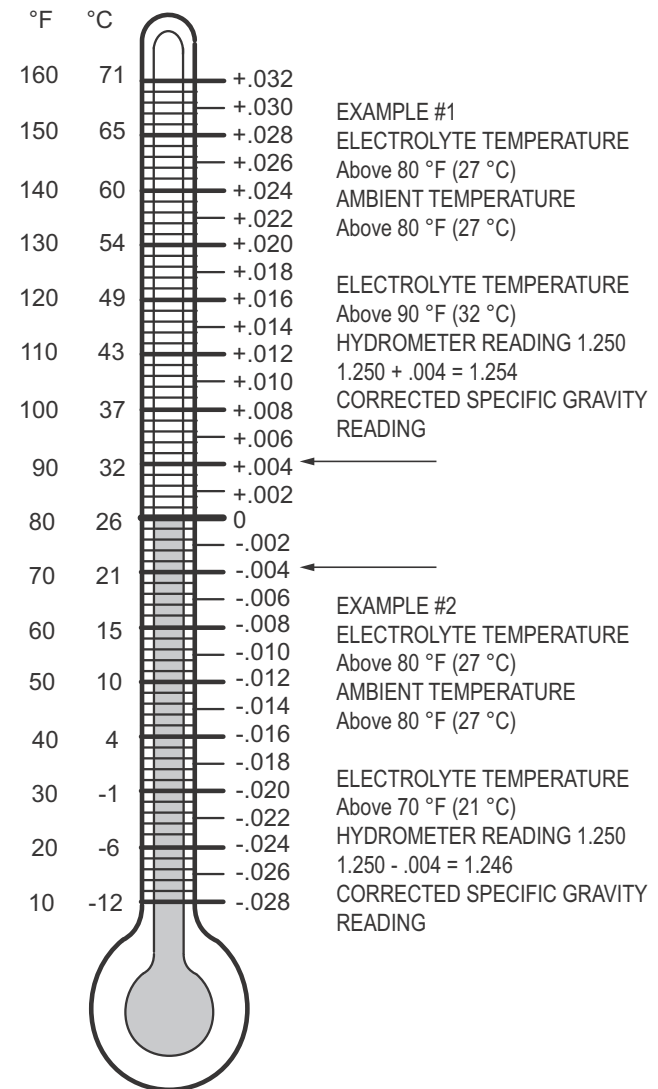 °F °C
160 71 +.032
+.030
150 65 +.028
+.026
140 60 +.024
+.022
130 54 +.020
+.018
120 49 +.016
+.014
110 43 +.012
+.010
100 37 +.008
+.006
90 32 +.004
+.002
80 26 0
-.002
70 21 -.004
-.006
60 15 -.008
-.010
50 10 -.012
-.014
40 4 -.016
-.018
30 -1 -.020
-.022
20 -6 -.024
-.026
10 -12 -.028
EXAMPLE #1
ELECTROLYTE TEMPERATURE
Above 80 °F (27 °C)
AMBIENT TEMPERATURE
Above 80 °F (27 °C)
ELECTROLYTE TEMPERATURE
Above 90 °F (32 °C)
HYDROMETER READING 1.250
1.250 + .004 = 1.254
CORRECTED SPECIFIC GRAVITY
READING
EXAMPLE #2
ELECTROLYTE TEMPERATURE
Above 80 °F (27 °C)
AMBIENT TEMPERATURE
Above 80 °F (27 °C)
ELECTROLYTE TEMPERATURE
Above 70 °F (21 °C)
HYDROMETER READING 1.250
1.250 - .004 = 1.246
CORRECTED SPECIFIC GRAVITY
READING